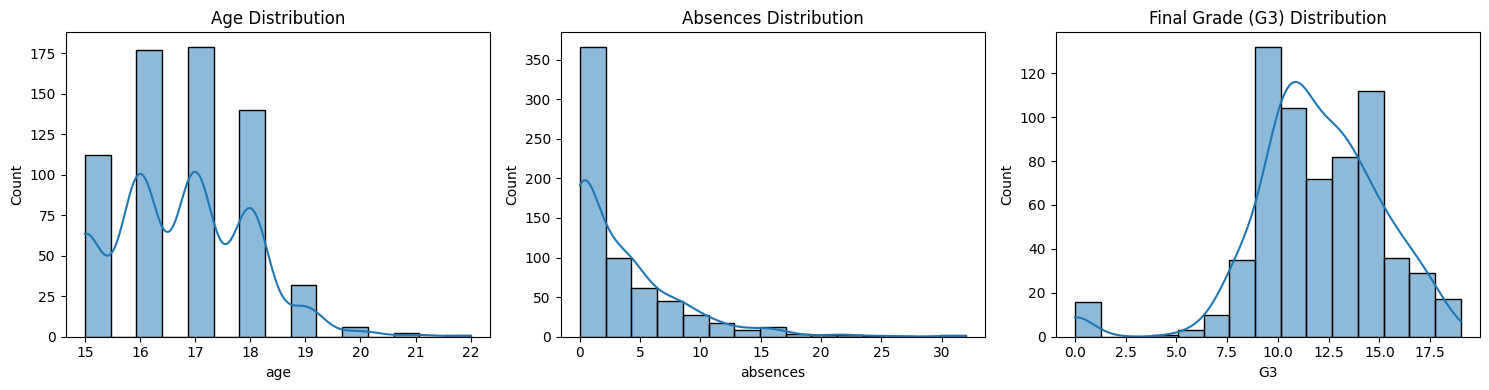 Age Distribution
Count
175
150
125
100
75
50
25
0
15 16 17 18 19 20 21 22
age
Absences Distribution
Count
350
300
250
200
150
100
50
0
0 5 10 15 20 25 30
absences
Final Grade (G3) Distribution
Count
120
100
80
60
40
20
0
0.0 2.5 5.0 7.5 10.0 12.5 15.0 17.5
G3